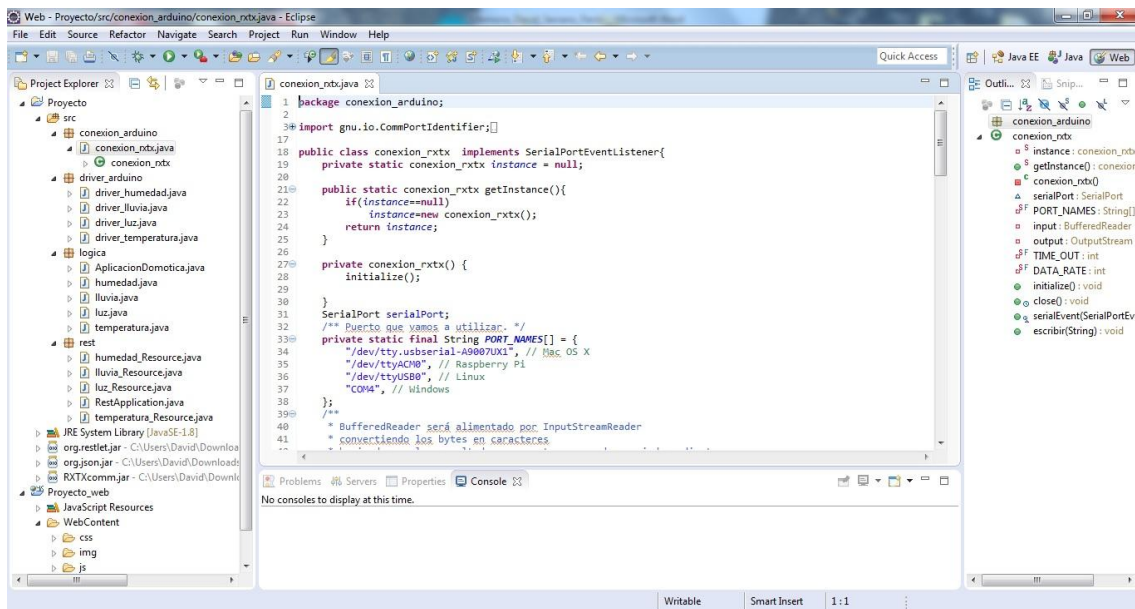 Web - Proyecto/src/conexion_arduino/conexion_rxtx.java - Eclipse
File Edit Source Refactor Navigate Search Project Run Window Help
Quick Access
Java EE
Java
Web
Project Explorer
Proyecto
src
conexion_arduino
conexion_rxtx.java
conexion_rxtx
driver_arduino
driver_humedad.java
driver_lluvia.java
driver_luz.java
driver_temperatura.java
logica
AplicacionDomotica.java
humedad.java
lluvia.java
luz.java
temperatura.java
rest
humedad_Resource.java
lluvia_Resource.java
luz_Resource.java
RestApplication.java
temperatura_Resource.java
JRE System Library [JavaSE-1.8]
org.restlet.jar - C:\Users\David\Downloa
org.json.jar - C:\Users\David\Downloads
RXTXcomm.jar - C:\Users\David\Downlo
Proyecto_web
JavaScript Resources
WebContent
css
img
js
conexion_rxtx.java
1 package conexion_arduino;
2
3 import gnu.io.CommPortIdentifier;
17
18 public class conexion_rxtx  implements SerialPortEventListener{
19     private static conexion_rxtx instance = null;
20
21     public static conexion_rxtx getInstance(){
22         if(instance==null)
23             instance=new conexion_rxtx();
24         return instance;
25     }
26
27     private conexion_rxtx() {
28         initialize();
29
30     }
31     SerialPort serialPort;
32     /** Puerto que vamos a utilizar. */
33     private static final String PORT_NAMES[] = {
34         "/dev/tty.usbserial-A9007UX1", // Mac OS X
35         "/dev/ttyACM0", // Raspberry Pi
36         "/dev/ttyUSB0", // Linux
37         "COM4", // Windows
38     };
39     /**
40      * BufferedReader será alimentado por InputStreamReader
41      * convertiendo los bytes en caracteres
Problems Servers Properties Console
No consoles to display at this time.
Outli... Snip...
conexion_arduino
conexion_rxtx
instance : conexion_rxt
getInstance() : conexion
conexion_rxtx()
serialPort : SerialPort
PORT_NAMES : String[]
input : BufferedReader
output : OutputStream
TIME_OUT : int
DATA_RATE : int
initialize() : void
close() : void
serialEvent(SerialPortEv
escribir(String) : void
Writable
Smart Insert
1:1